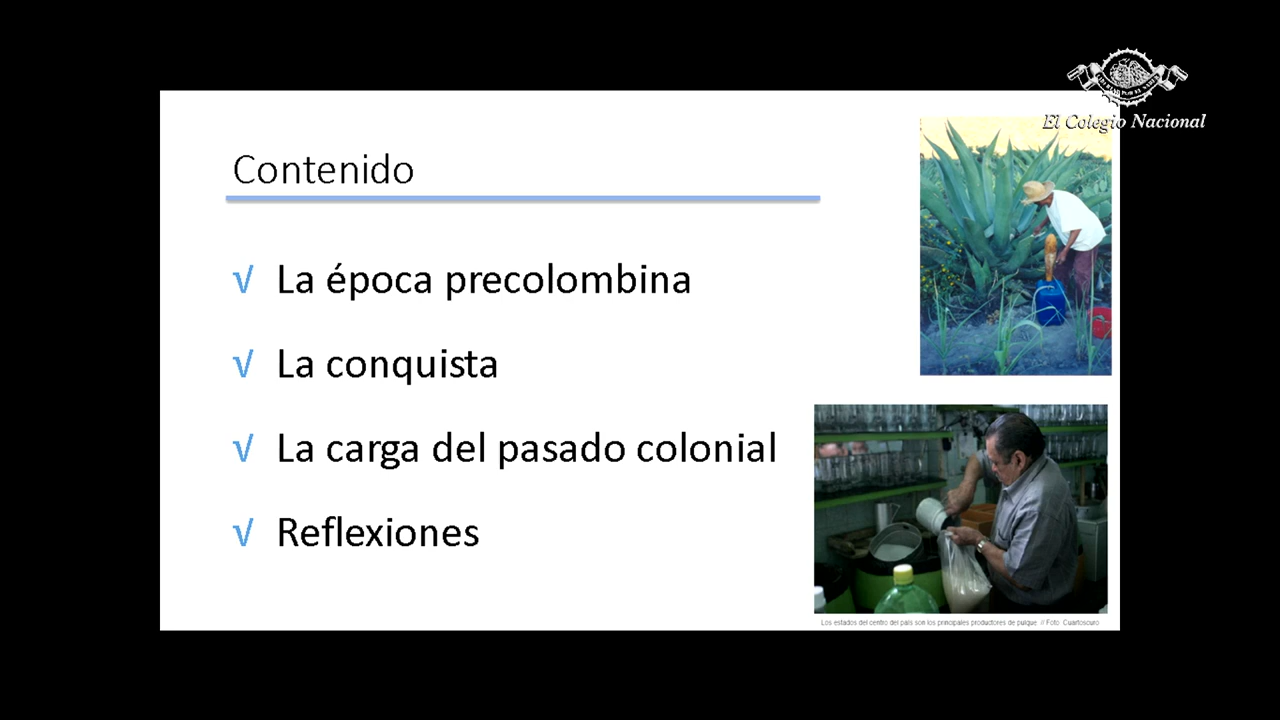 El Colegio Nacional
Contenido
√ La época precolombina
√ La conquista
√ La carga del pasado colonial
√ Reflexiones
Los estados del centro del país son los principales productores de pulque. // Foto: Cuartoscuro